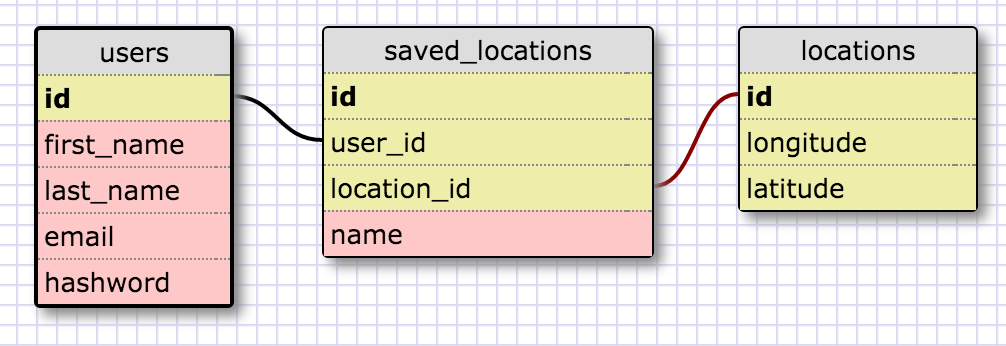 users
id
first_name
last_name
email
hashword
saved_locations
id
user_id
location_id
name
locations
id
longitude
latitude